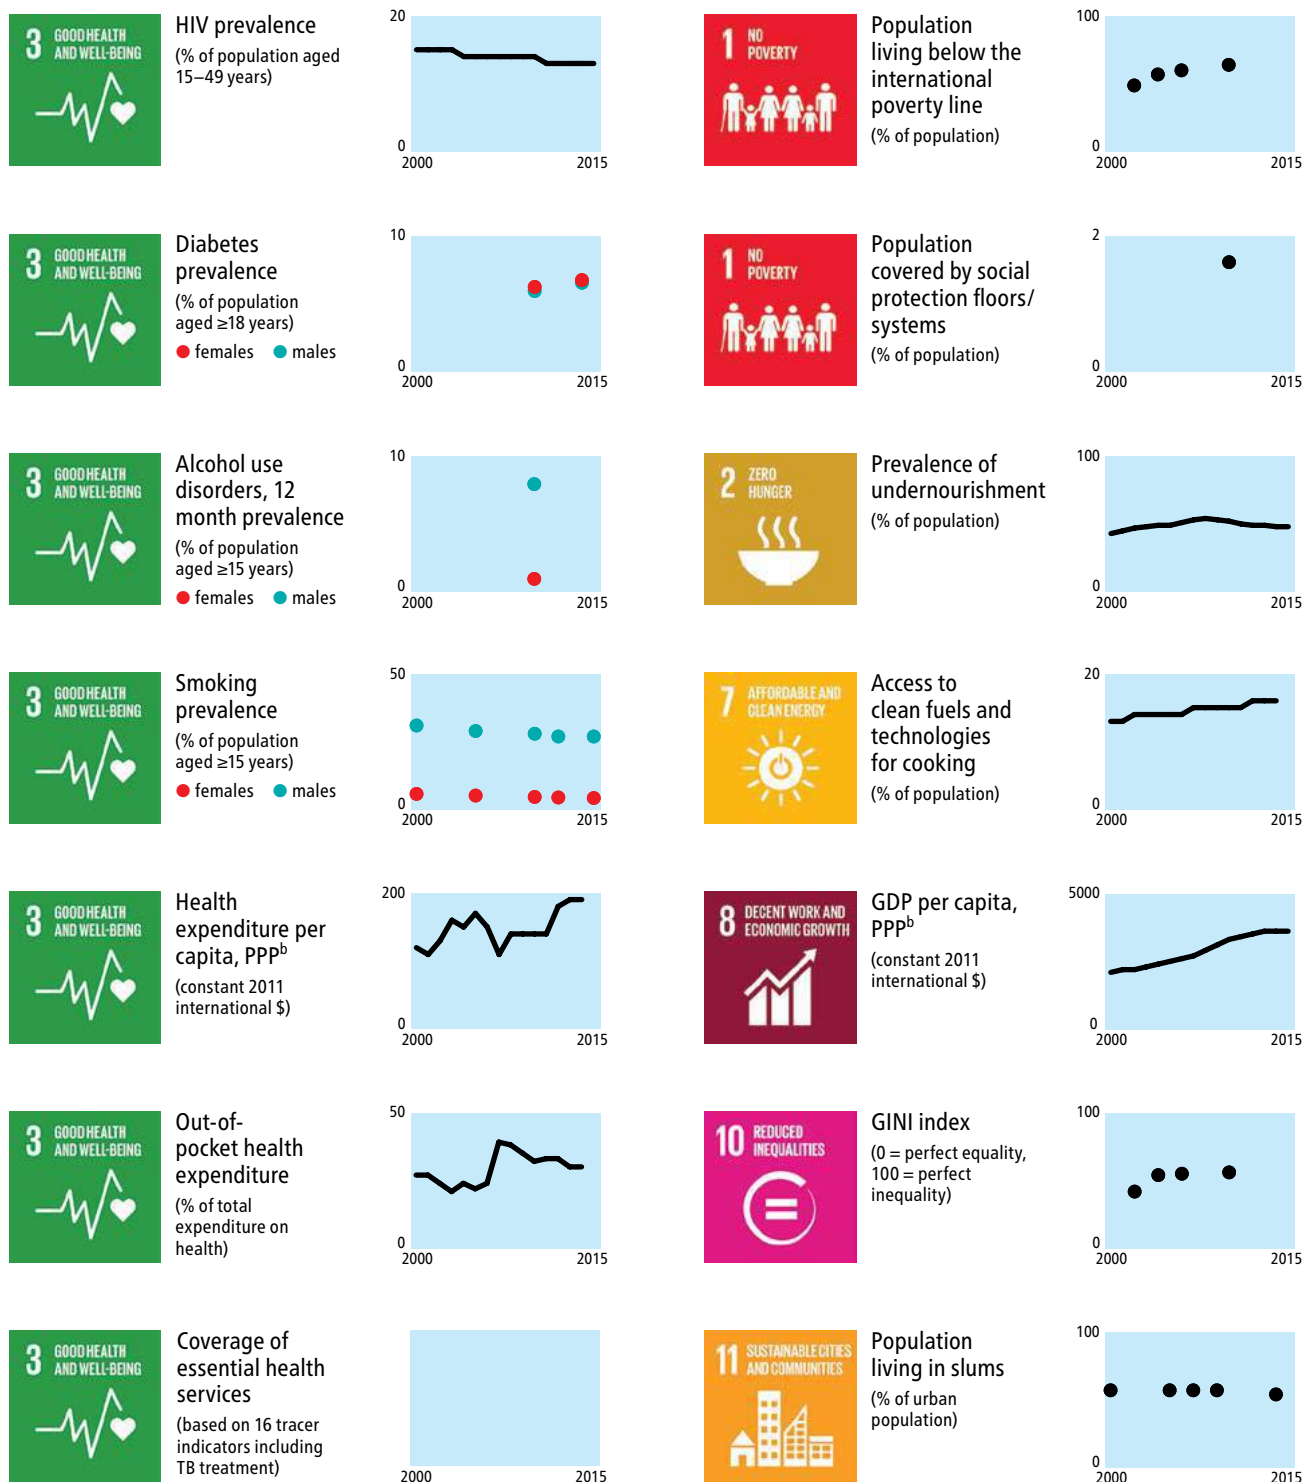 3 GOOD HEALTH
AND WELL-BEING
HIV prevalence
(% of population aged
15–49 years)
20
0
2000 2015
3 GOOD HEALTH
AND WELL-BEING
Diabetes
prevalence
(% of population
aged ≥18 years)
females males
10
0
2000 2015
3 GOOD HEALTH
AND WELL-BEING
Alcohol use
disorders, 12
month prevalence
(% of population
aged ≥15 years)
females males
10
0
2000 2015
3 GOOD HEALTH
AND WELL-BEING
Smoking
prevalence
(% of population
aged ≥15 years)
females males
50
0
2000 2015
3 GOOD HEALTH
AND WELL-BEING
Health
expenditure per
capita, PPPb
(constant 2011
international $)
200
0
2000 2015
3 GOOD HEALTH
AND WELL-BEING
Out-of-
pocket health
expenditure
(% of total
expenditure on
health)
50
0
2000 2015
3 GOOD HEALTH
AND WELL-BEING
Coverage of
essential health
services
(based on 16 tracer
indicators including
TB treatment)
2000 2015
1 NO
POVERTY
Population
living below the
international
poverty line
(% of population)
100
0
2000 2015
1 NO
POVERTY
Population
covered by social
protection floors/
systems
(% of population)
2
0
2000 2015
2 ZERO
HUNGER
Prevalence of
undernourishment
(% of population)
100
0
2000 2015
7 AFFORDABLE AND
CLEAN ENERGY
Access to
clean fuels and
technologies
for cooking
(% of population)
20
0
2000 2015
8 DECENT WORK AND
ECONOMIC GROWTH
GDP per capita,
PPPb
(constant 2011
international $)
5000
0
2000 2015
10 REDUCED
INEQUALITIES
GINI index
(0 = perfect equality,
100 = perfect
inequality)
100
0
2000 2015
11 SUSTAINABLE CITIES
AND COMMUNITIES
Population
living in slums
(% of urban
population)
100
0
2000 2015